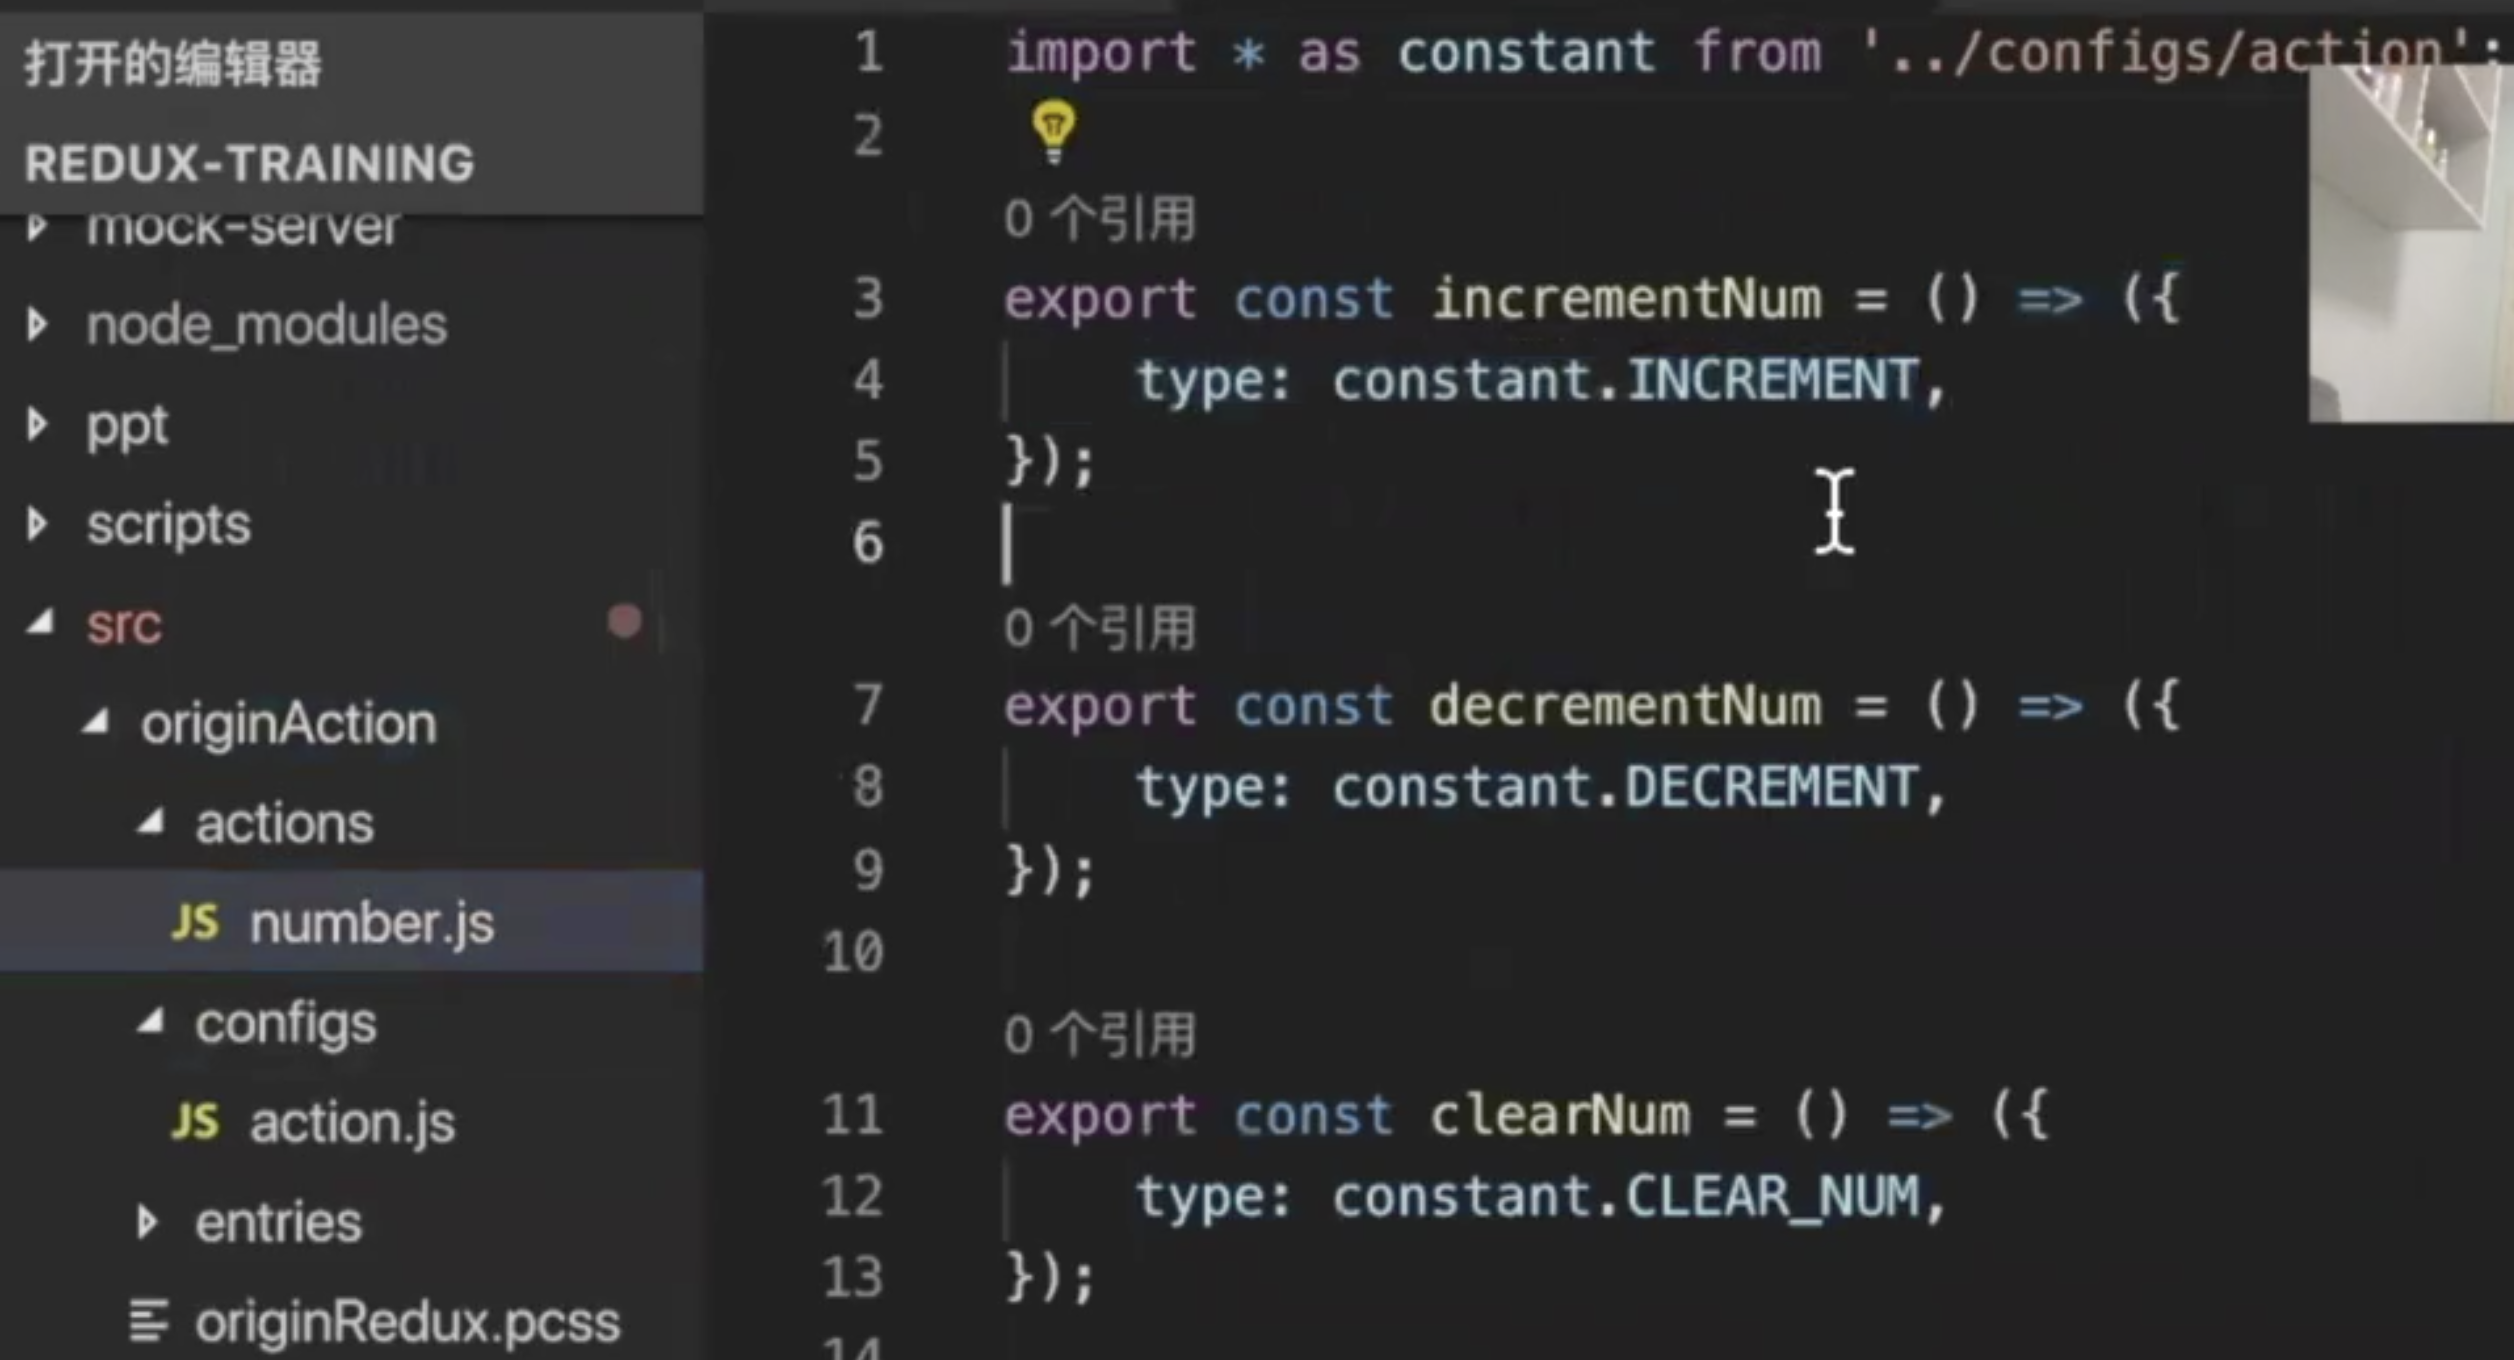 打开的编辑器
REDUX-TRAINING
mock-server
node_modules
ppt
scripts
src
originAction
actions
JS number.js
configs
JS action.js
entries
originRedux.pcss
1 import * as constant from '../configs/action';
2
0 个引用
3 export const incrementNum = () => ({
4 type: constant.INCREMENT,
5 });
6
0 个引用
7 export const decrementNum = () => ({
8 type: constant.DECREMENT,
9 });
10
0 个引用
11 export const clearNum = () => ({
12 type: constant.CLEAR_NUM,
13 });
14